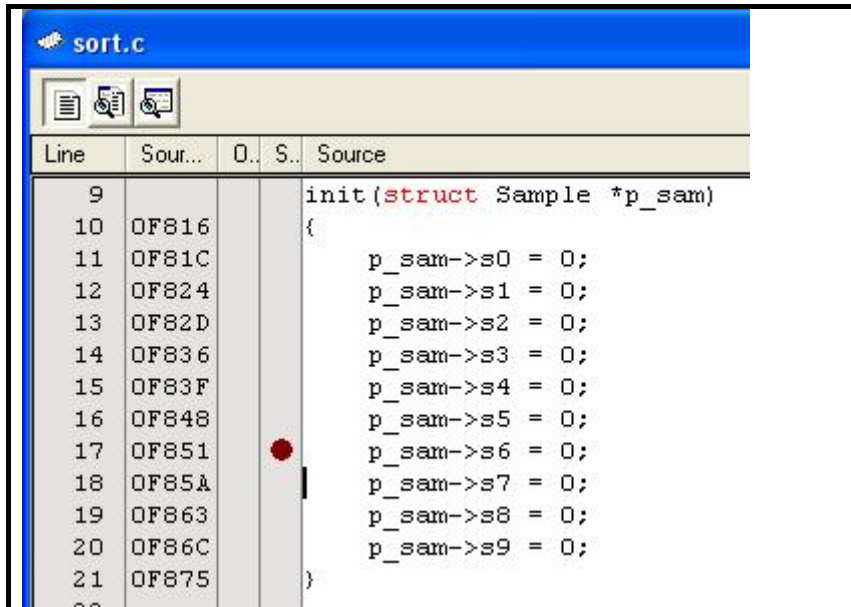 sort.c
Line Sour... O.. S.. Source
9 init(struct Sample *p_sam)
10 0F816 {
11 0F81C p_sam->s0 = 0;
12 0F824 p_sam->s1 = 0;
13 0F82D p_sam->s2 = 0;
14 0F836 p_sam->s3 = 0;
15 0F83F p_sam->s4 = 0;
16 0F848 p_sam->s5 = 0;
17 0F851 p_sam->s6 = 0;
18 0F85A p_sam->s7 = 0;
19 0F863 p_sam->s8 = 0;
20 0F86C p_sam->s9 = 0;
21 0F875 }